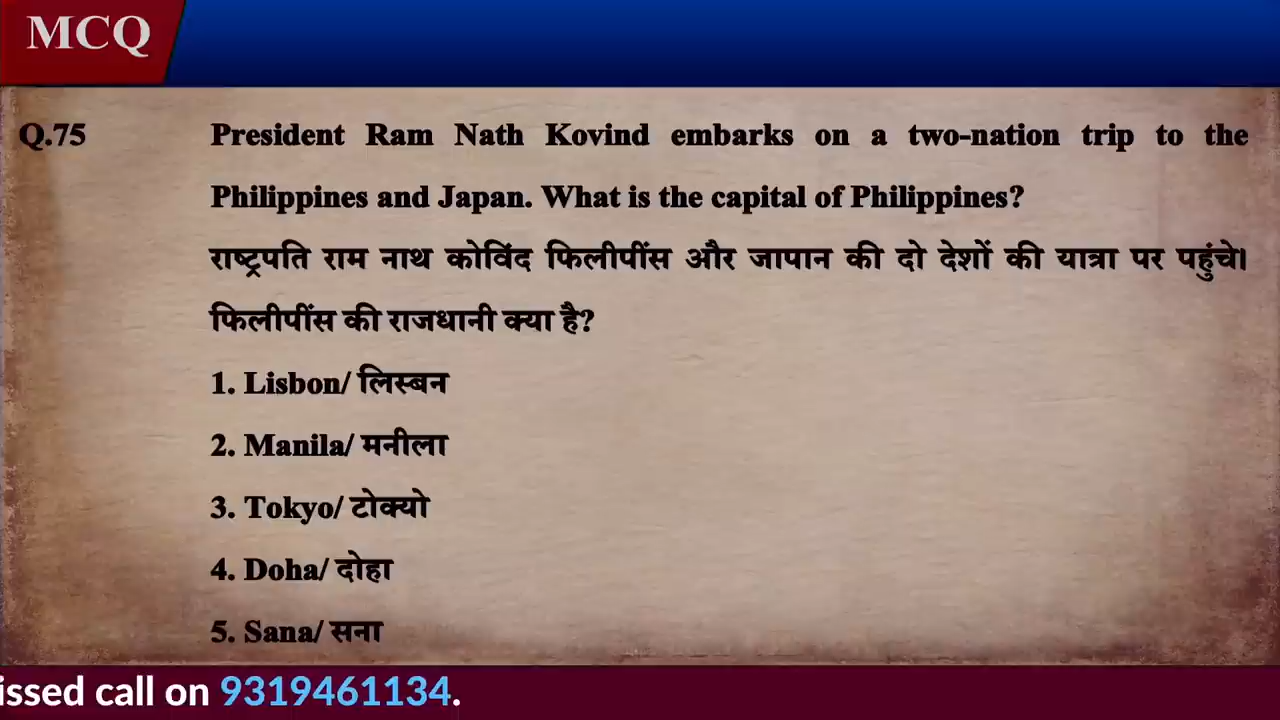 MCQ
Q.75 President Ram Nath Kovind embarks on a two-nation trip to the
Philippines and Japan. What is the capital of Philippines?
राष्ट्रपति राम नाथ कोविंद फिलीपींस और जापान की दो देशों की यात्रा पर पहुंचे।
फिलीपींस की राजधानी क्या है?
1. Lisbon/ लिस्बन
2. Manila/ मनीला
3. Tokyo/ टोक्यो
4. Doha/ दोहा
5. Sana/ सना
issed call on 9319461134.